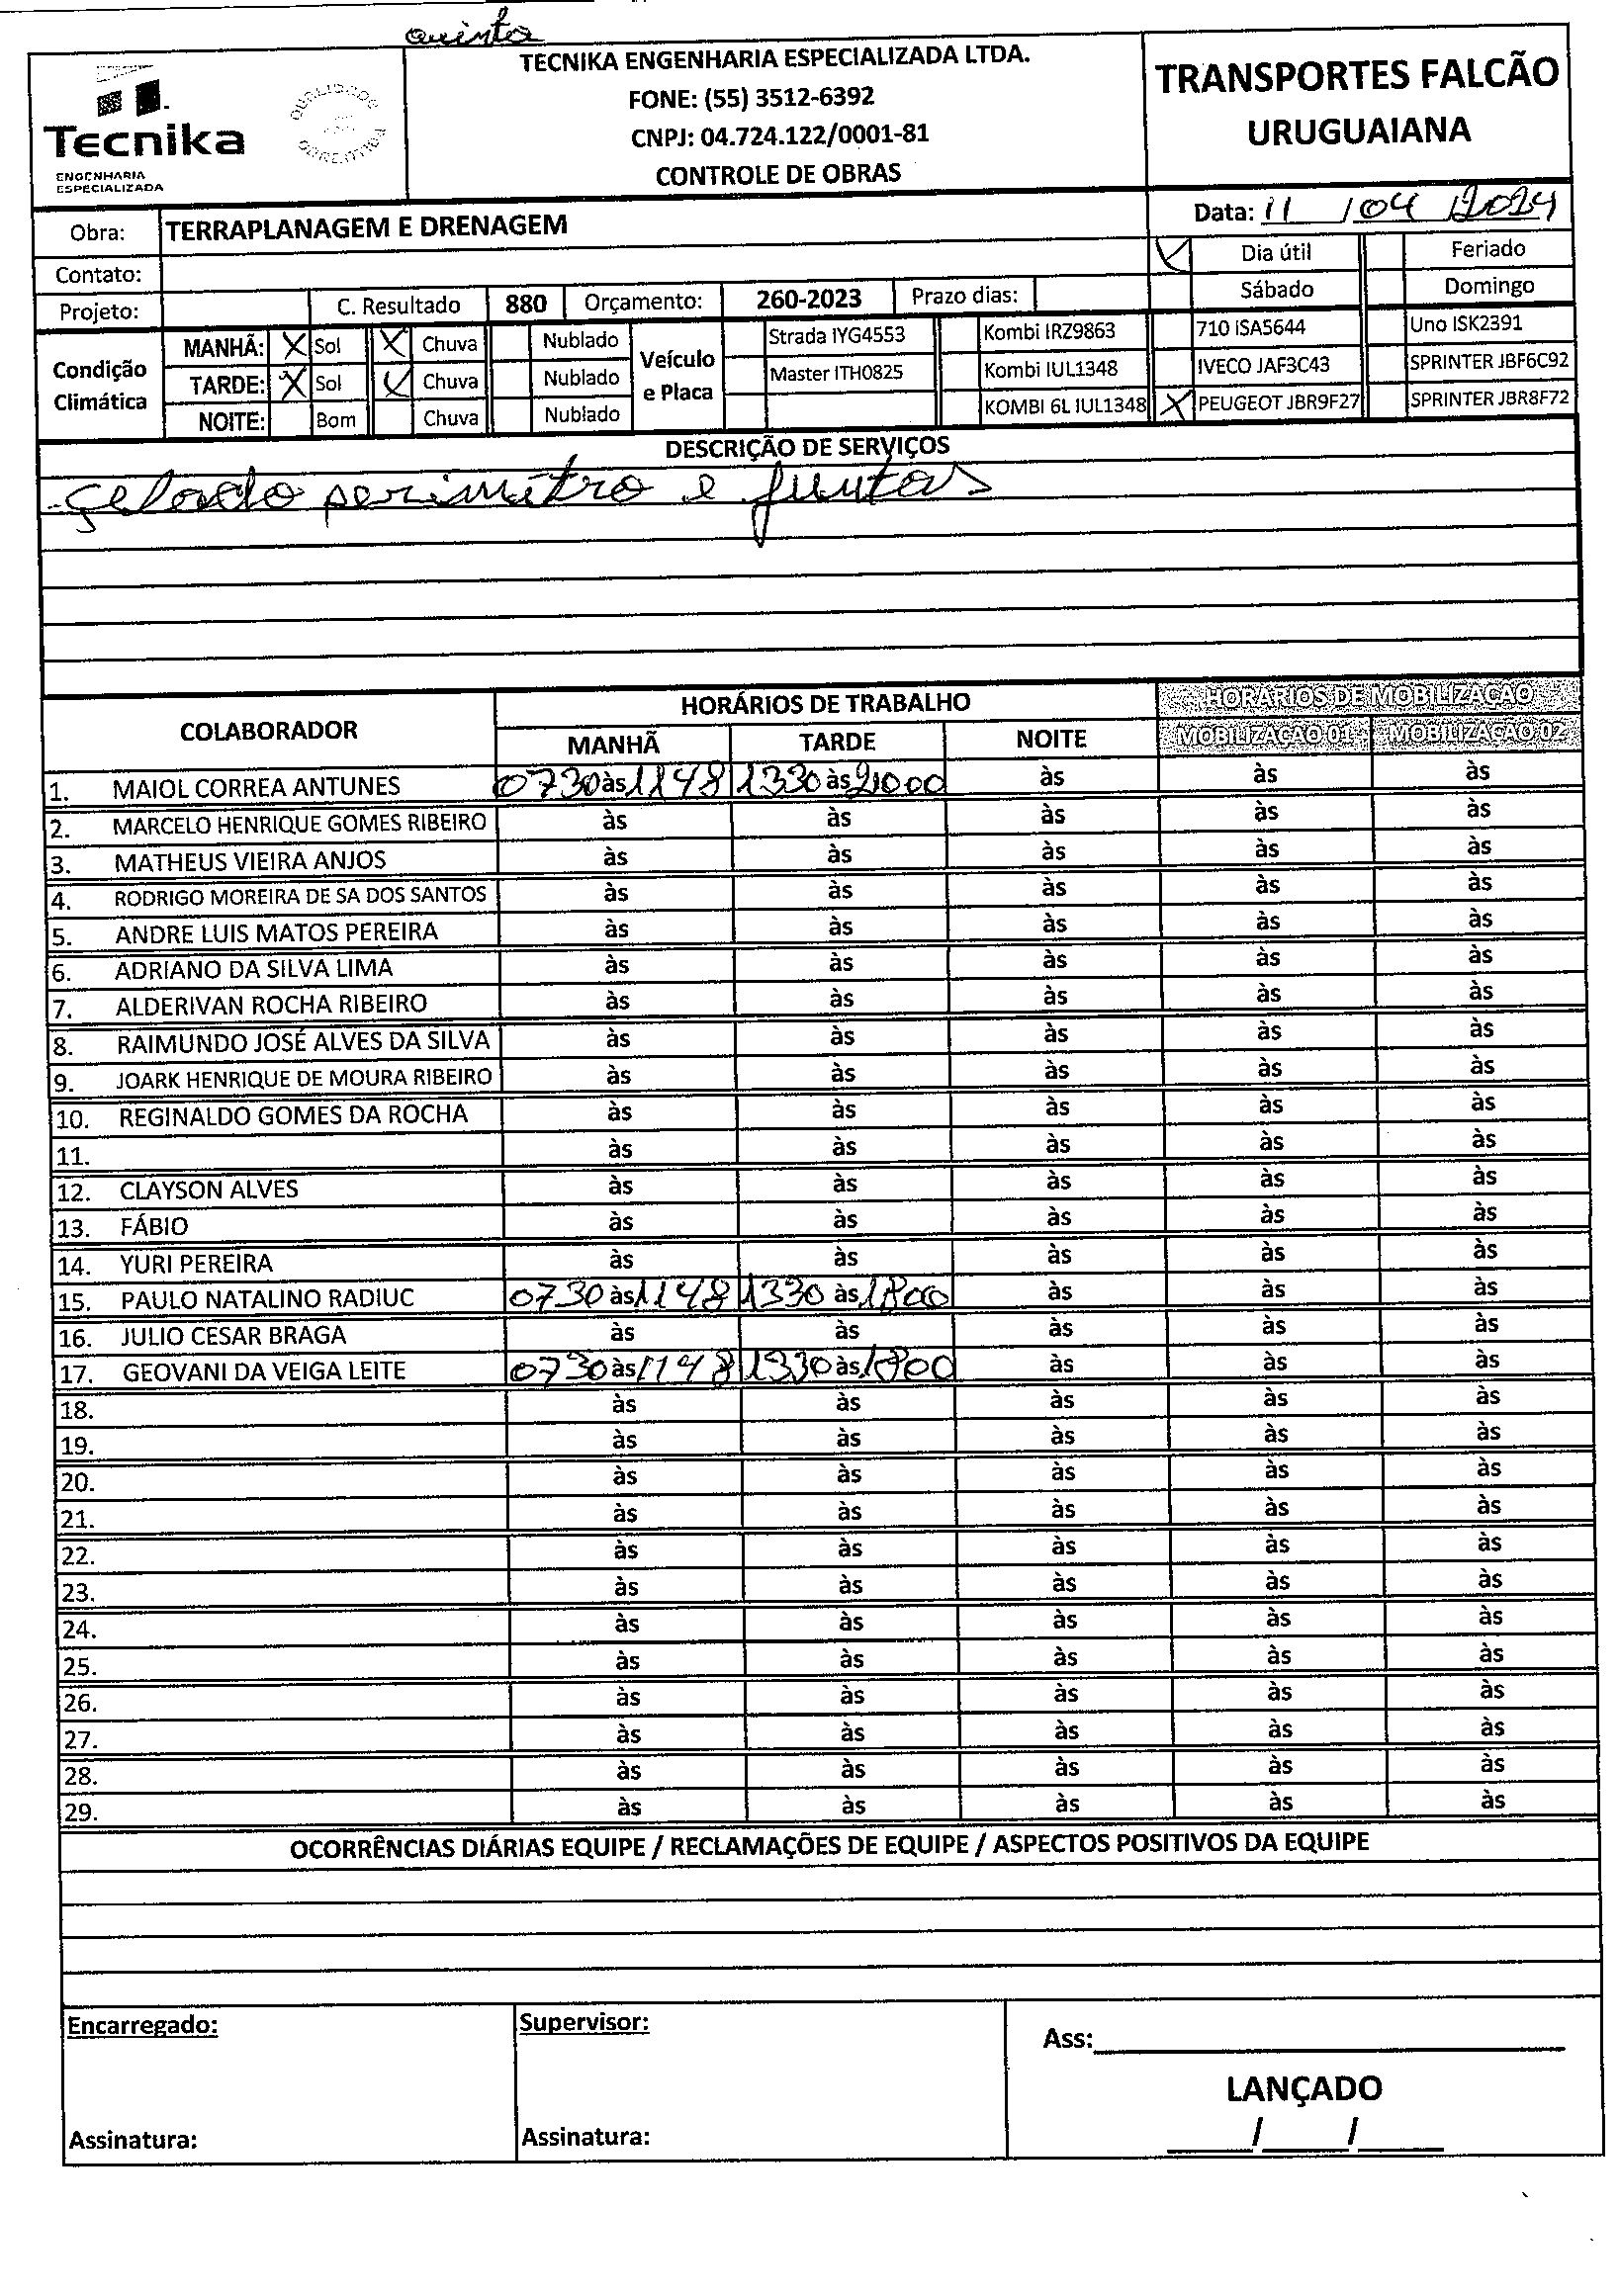 quinta
Tecnika
ENGENHARIA
ESPECIALIZADA
TECNIKA ENGENHARIA ESPECIALIZADA LTDA.
FONE: (55) 3512-6392
CNPJ: 04.724.122/0001-81
CONTROLE DE OBRAS
TRANSPORTES FALCÃO
URUGUAIANA
Obra: TERRAPLANAGEM E DRENAGEM Data: 11 /04 /2024
Contato: Dia útil Feriado
Projeto: C. Resultado 880 Orçamento: 260-2023 Prazo dias: Sábado Domingo
Condição Climática
MANHÃ: X Sol X Chuva Nublado
TARDE: X Sol Chuva Nublado
NOITE: Bom Chuva Nublado
Veículo e Placa
Strada IYG4553 Kombi IRZ9863 710 ISA5644 Uno ISK2391
Master ITH0825 Kombi IUL1348 IVECO JAF3C43 SPRINTER JBF6C92
KOMBI 6L IUL1348 X PEUGEOT JBR9F27 SPRINTER JBR8F72
DESCRIÇÃO DE SERVIÇOS
perimetro e juntas
COLABORADOR HORÁRIOS DE TRABALHO HORÁRIOS DE MOBILIZAÇÃO
MANHÃ TARDE NOITE MOBILIZAÇÃO 01 MOBILIZAÇÃO 02
1. MAIOL CORREA ANTUNES 0730 às 1148 1330 às 2000 às às às
2. MARCELO HENRIQUE GOMES RIBEIRO às às às às às
3. MATHEUS VIEIRA ANJOS às às às às às
4. RODRIGO MOREIRA DE SA DOS SANTOS às às às às às
5. ANDRE LUIS MATOS PEREIRA às às às às às
6. ADRIANO DA SILVA LIMA às às às às às
7. ALDERIVAN ROCHA RIBEIRO às às às às às
8. RAIMUNDO JOSÉ ALVES DA SILVA às às às às às
9. JOARK HENRIQUE DE MOURA RIBEIRO às às às às às
10. REGINALDO GOMES DA ROCHA às às às às às
11. às às às às às
12. CLAYSON ALVES às às às às às
13. FÁBIO às às às às às
14. YURI PEREIRA às às às às às
15. PAULO NATALINO RADIUC 0730 às 1148 1330 às 1800 às às às
16. JULIO CESAR BRAGA às às às às às
17. GEOVANI DA VEIGA LEITE 0730 às 1148 1330 às 1800 às às às
18. às às às às às
19. às às às às às
20. às às às às às
21. às às às às às
22. às às às às às
23. às às às às às
24. às às às às às
25. às às às às às
26. às às às às às
27. às às às às às
28. às às às às às
29. às às às às às
OCORRÊNCIAS DIÁRIAS EQUIPE / RECLAMAÇÕES DE EQUIPE / ASPECTOS POSITIVOS DA EQUIPE
Encarregado: Supervisor: Ass:
LANÇADO
Assinatura: Assinatura: / /